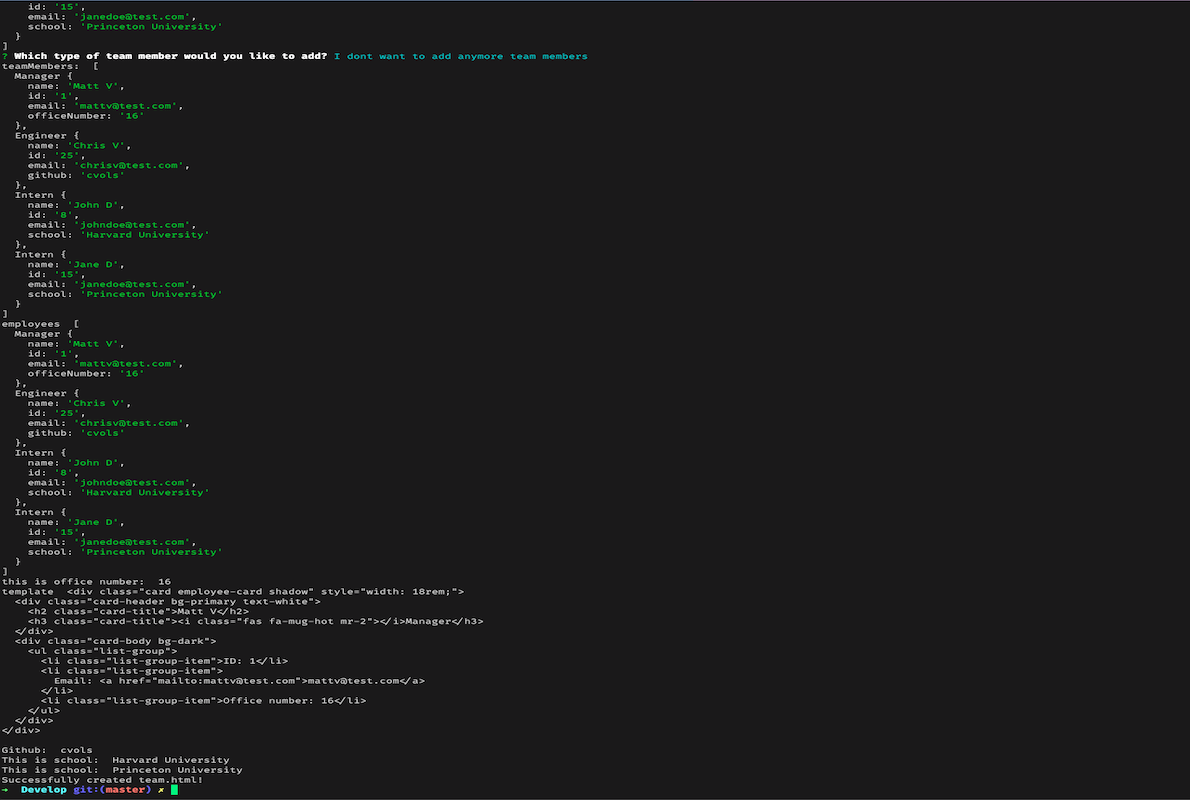 id: '15',
    email: 'janedoe@test.com',
    school: 'Princeton University'
  }
]
? Which type of team member would you like to add? I dont want to add anymore team members
teamMembers:  [
  Manager {
    name: 'Matt V',
    id: '1',
    email: 'mattv@test.com',
    officeNumber: '16'
  },
  Engineer {
    name: 'Chris V',
    id: '25',
    email: 'chrisv@test.com',
    github: 'cvols'
  },
  Intern {
    name: 'John D',
    id: '8',
    email: 'johndoe@test.com',
    school: 'Harvard University'
  },
  Intern {
    name: 'Jane D',
    id: '15',
    email: 'janedoe@test.com',
    school: 'Princeton University'
  }
]
employees  [
  Manager {
    name: 'Matt V',
    id: '1',
    email: 'mattv@test.com',
    officeNumber: '16'
  },
  Engineer {
    name: 'Chris V',
    id: '25',
    email: 'chrisv@test.com',
    github: 'cvols'
  },
  Intern {
    name: 'John D',
    id: '8',
    email: 'johndoe@test.com',
    school: 'Harvard University'
  },
  Intern {
    name: 'Jane D',
    id: '15',
    email: 'janedoe@test.com',
    school: 'Princeton University'
  }
]
this is office number:  16
template  <div class="card employee-card shadow" style="width: 18rem;">
  <div class="card-header bg-primary text-white">
    <h2 class="card-title">Matt V</h2>
    <h3 class="card-title"><i class="fas fa-mug-hot mr-2"></i>Manager</h3>
  </div>
  <div class="card-body bg-dark">
    <ul class="list-group">
      <li class="list-group-item">ID: 1</li>
      <li class="list-group-item">
        Email: <a href="mailto:mattv@test.com">mattv@test.com</a>
      </li>
      <li class="list-group-item">Office number: 16</li>
    </ul>
  </div>
</div>

Github:  cvols
This is school:  Harvard University
This is school:  Princeton University
Successfully created team.html!
→  Develop git:(master) ✗